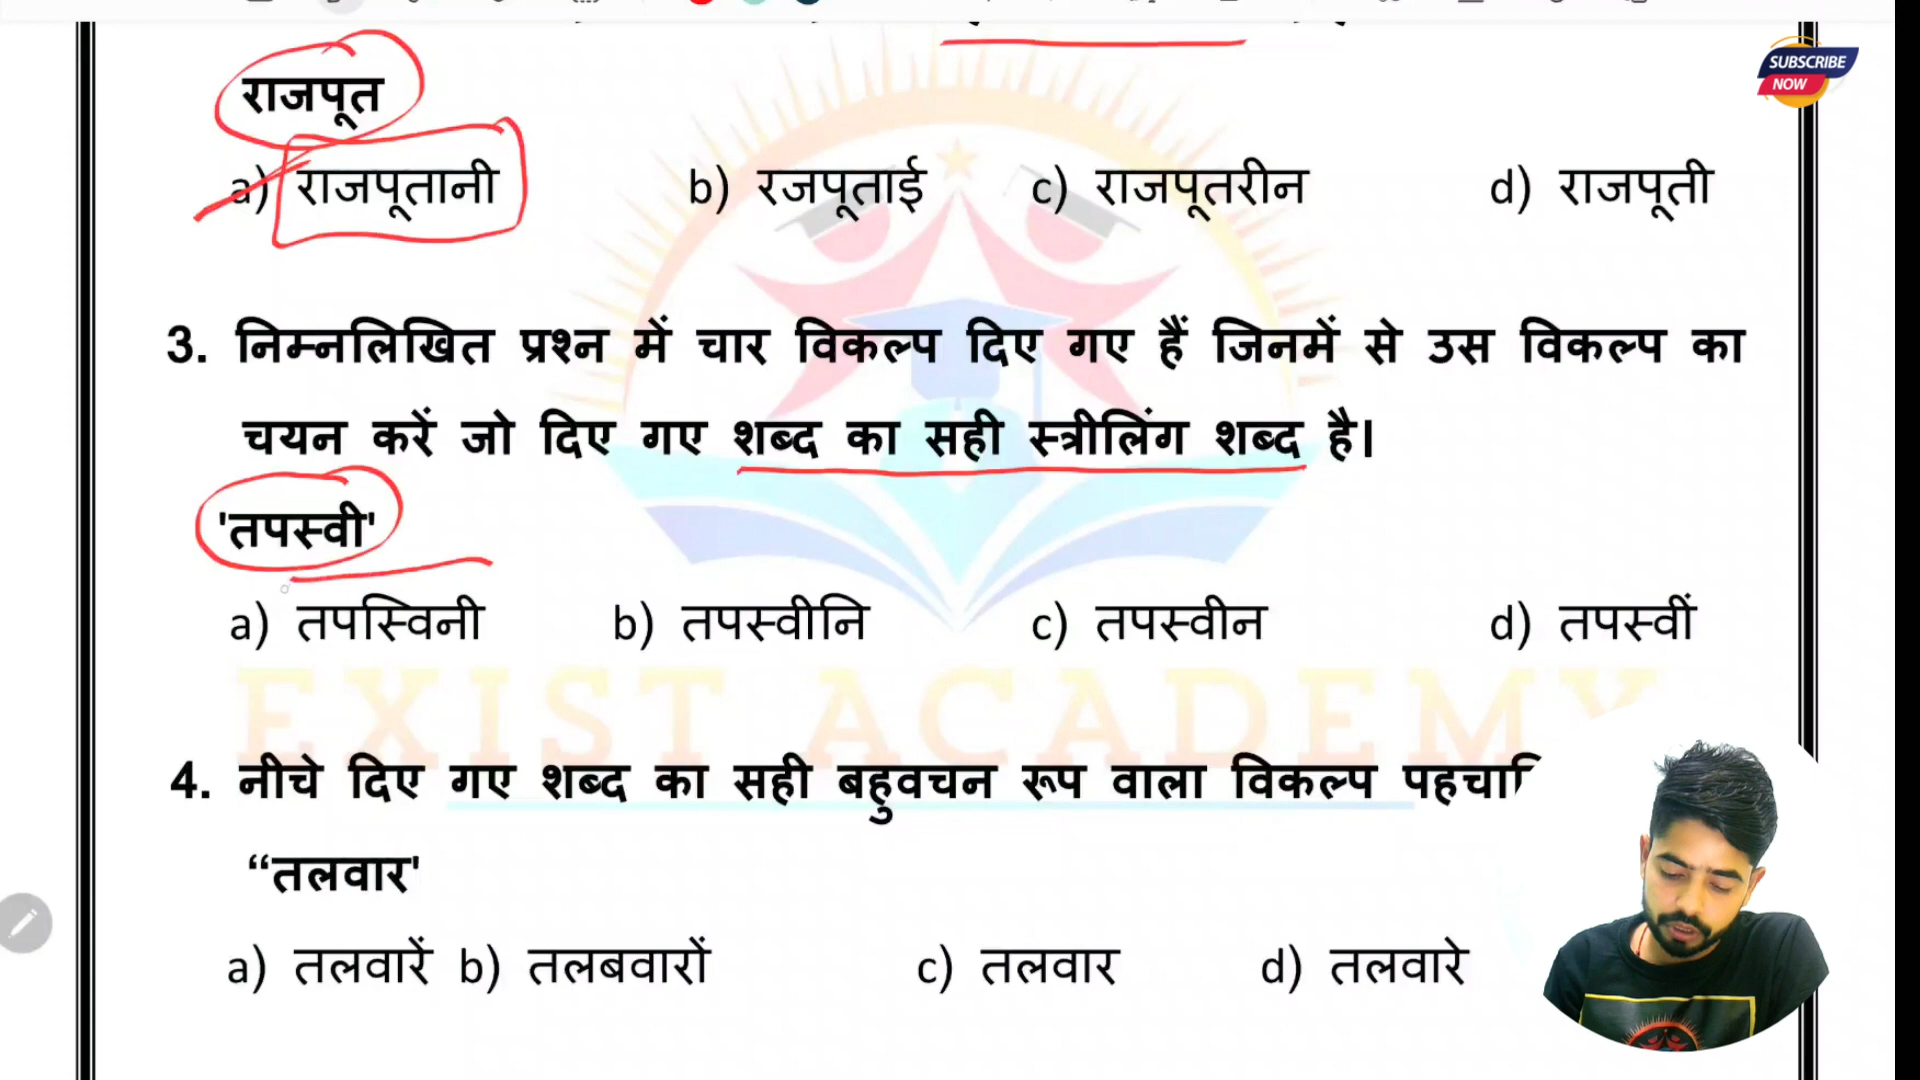 SUBSCRIBE
NOW
राजपूत
a) राजपूतानी b) रजपूताई c) राजपूतरीन d) राजपूती
3. निम्नलिखित प्रश्न में चार विकल्प दिए गए हैं जिनमें से उस विकल्प का
चयन करें जो दिए गए शब्द का सही स्त्रीलिंग शब्द है।
'तपस्वी'
a) तपस्विनी b) तपस्वीनि c) तपस्वीन d) तपस्वीं
EXIST ACADEMY
4. नीचे दिए गए शब्द का सही बहुवचन रूप वाला विकल्प
“तलवार'
a) तलवारें b) तलबवारों c) तलवार d) तलवारे